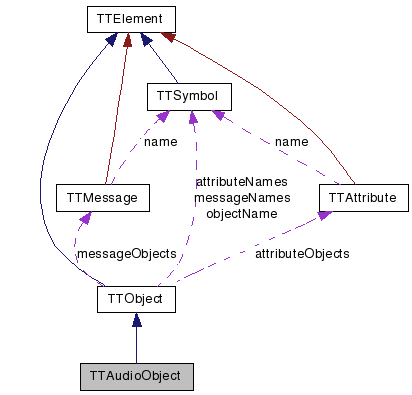 TTElement
TTSymbol
name
name
attributeNames
messageNames
objectName
TTMessage
TTAttribute
messageObjects
attributeObjects
TTObject
TTAudioObject